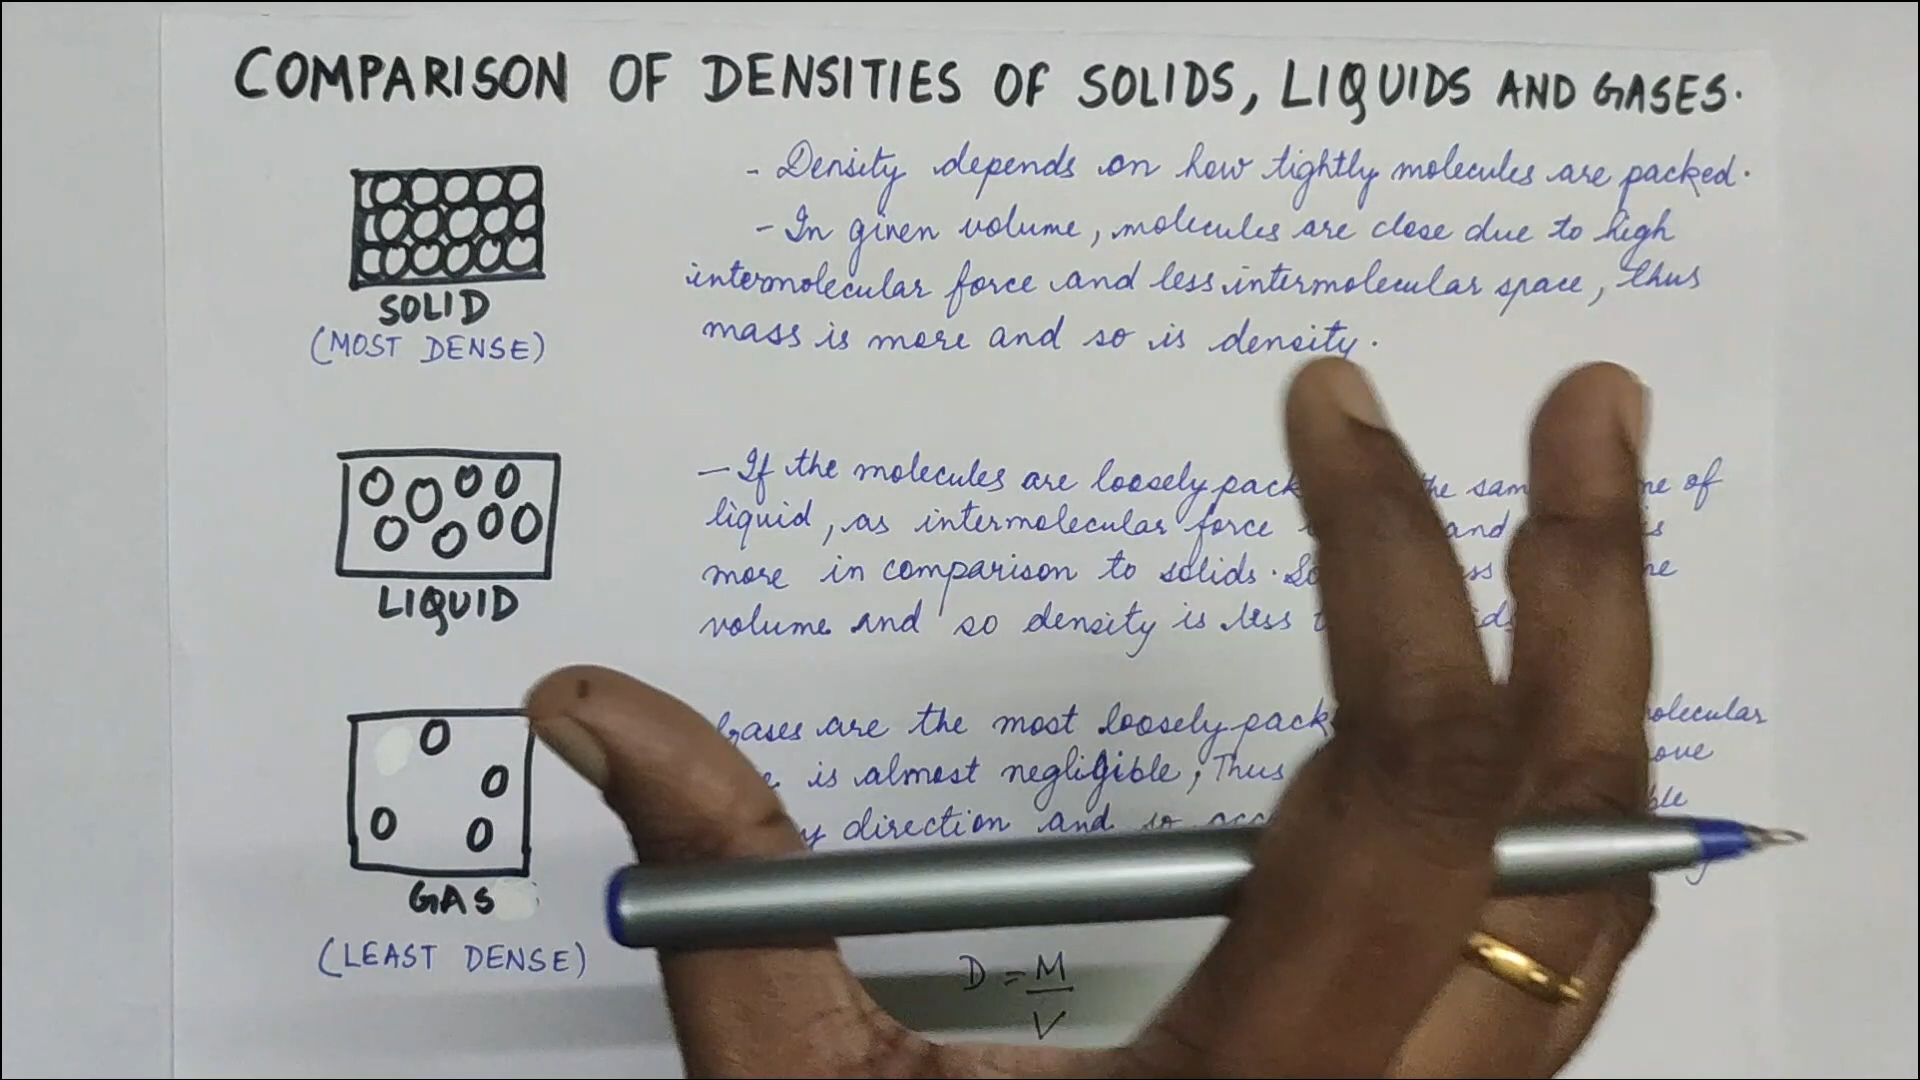 COMPARISON OF DENSITIES OF SOLIDS, LIQUIDS AND GASES.
- Density depends on how tightly molecules are packed.
- In given volume, molecules are close due to high
intermolecular force and less intermolecular space, thus
mass is more and so is density.
SOLID
(MOST DENSE)
- If the molecules are loosely of
liquid, as intermolecular force and is
more in comparison to solids.
volume and so density is less
LIQUID
Gases are the most loosely
is almost negligible, Thus
direction and so
GAS
(LEAST DENSE)
D = M
V